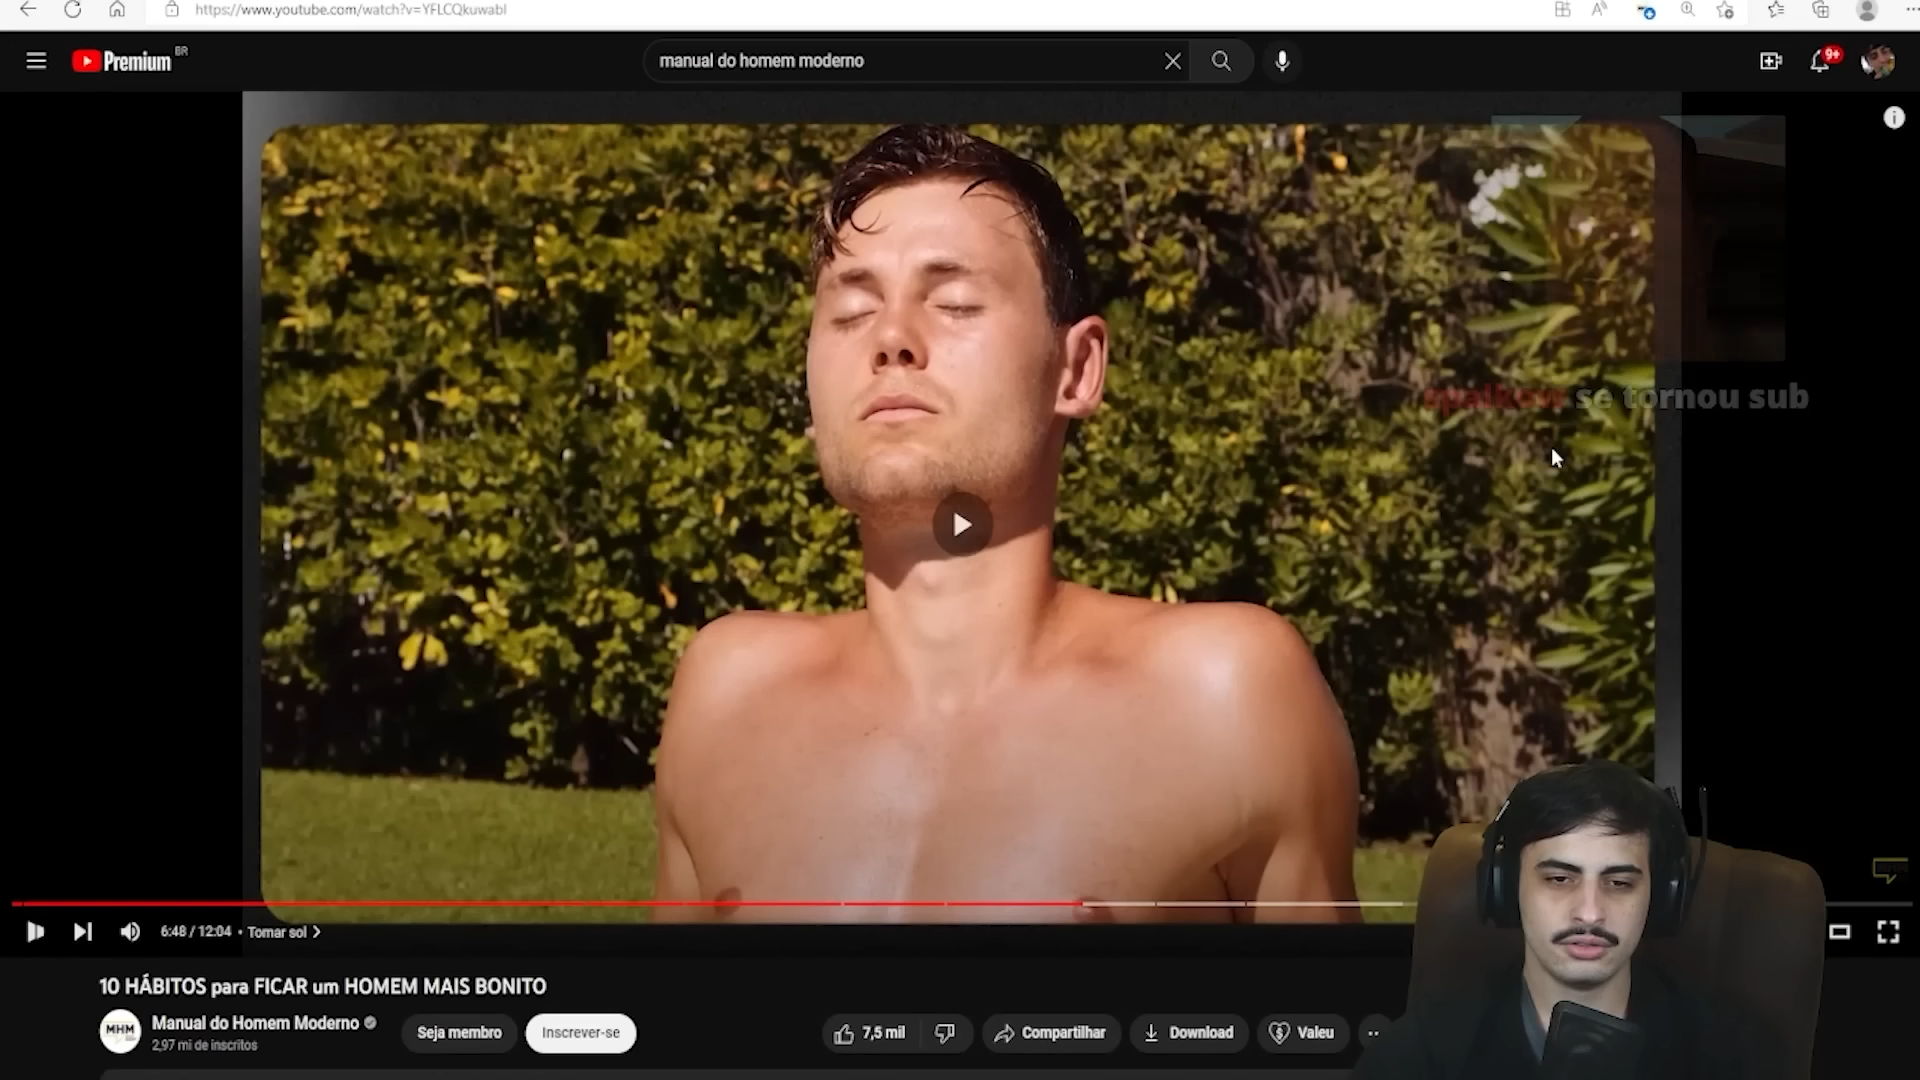 https://www.youtube.com/watch?v=YFLCQkuwabI
Premium BR
manual do homem moderno
9+
se tornou sub
6:48 / 12:04 • Tomar sol
10 HÁBITOS para FICAR um HOMEM MAIS BONITO
MHM
Manual do Homem Moderno
2,97 mi de inscritos
Seja membro
Inscrever-se
7,5 mil
Compartilhar
Download
Valeu